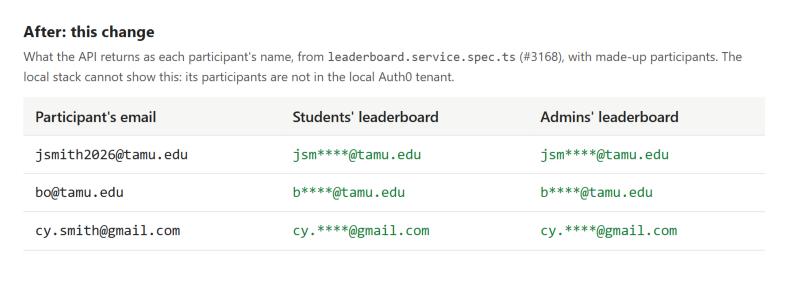 After: this change
What the API returns as each participant's name, from leaderboard.service.spec.ts (#3168), with made-up participants. The
local stack cannot show this: its participants are not in the local Auth0 tenant.
Participant's email Students' leaderboard Admins' leaderboard
jsmith2026@tamu.edu jsm****@tamu.edu jsm****@tamu.edu
bo@tamu.edu b****@tamu.edu b****@tamu.edu
cy.smith@gmail.com cy.****@gmail.com cy.****@gmail.com